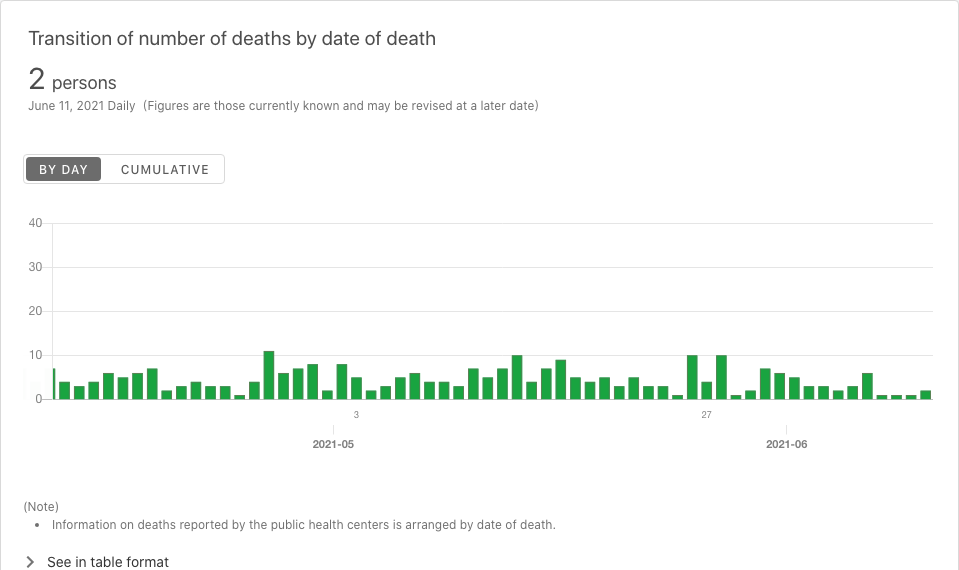 Transition of number of deaths by date of death
2 persons
June 11, 2021 Daily (Figures are those currently known and may be revised at a later date)
BY DAY CUMULATIVE
40
30
20
10
0
3 27
2021-05 2021-06
(Note)
• Information on deaths reported by the public health centers is arranged by date of death.
See in table format